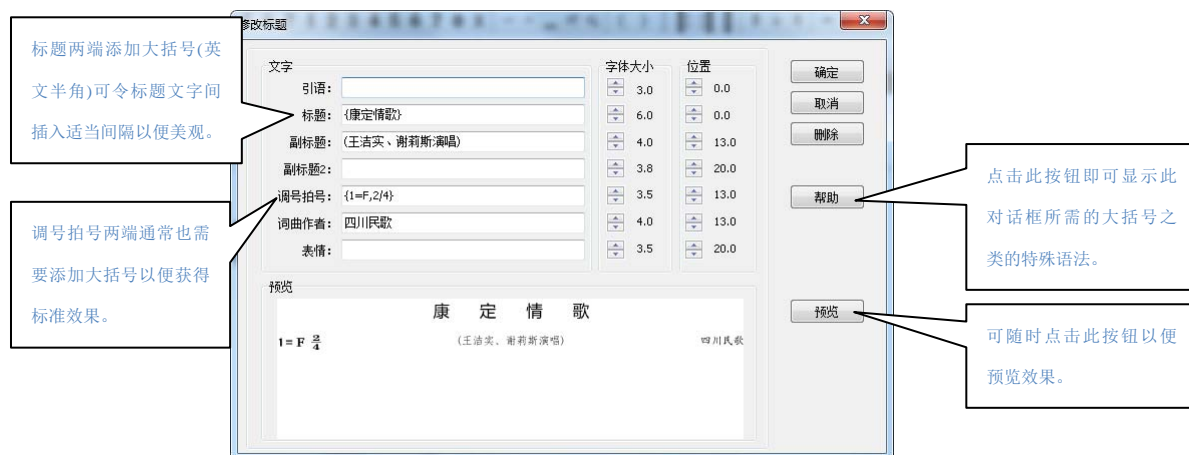 修改标题
标题两端添加大括号(英
文半角)可令标题文字间
插入适当间隔以便美观。
调号拍号两端通常也需
要添加大括号以便获得
标准效果。
文字 字体大小 位置
引语: 3.0 0.0
标题: {康定情歌} 6.0 0.0
副标题: (王洁实、谢莉斯演唱) 4.0 13.0
副标题2: 3.8 20.0
调号拍号: {1=F,2/4} 3.5 13.0
词曲作者: 四川民歌 4.0 13.0
表情: 3.5 20.0
确定
取消
删除
帮助
预览
点击此按钮即可显示此
对话框所需的大括号之
类的特殊语法。
可随时点击此按钮以便
预览效果。
预览
康 定 情 歌
1= F 2/4 (王洁实、谢莉斯演唱) 四川民歌